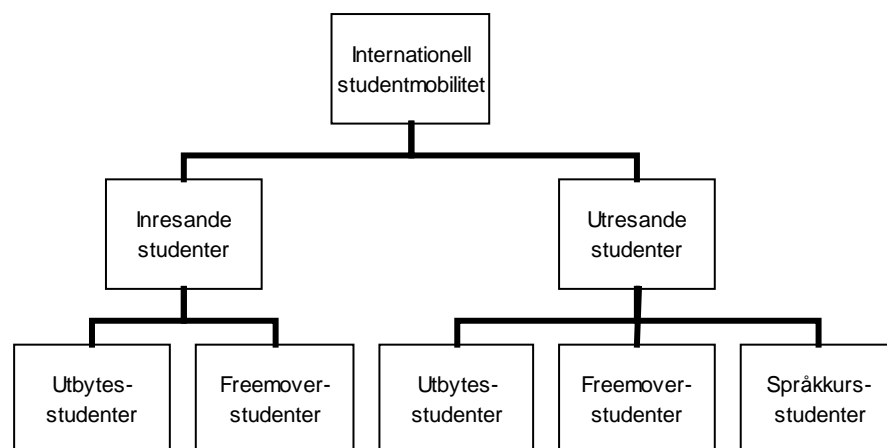 Internationell
studentmobilitet
Inresande
studenter
Utresande
studenter
Utbytes-
studenter
Freemover-
studenter
Utbytes-
studenter
Freemover-
studenter
Språkkurs-
studenter